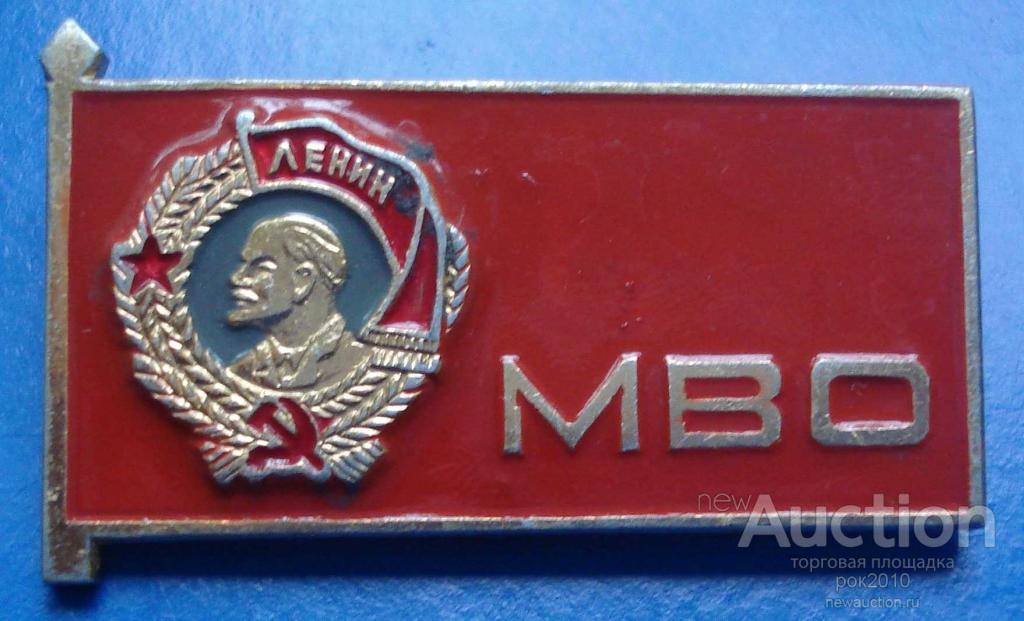 ЛЕНИН
МВО
newAuction
торговая площадка
рок2010
newauction.ru